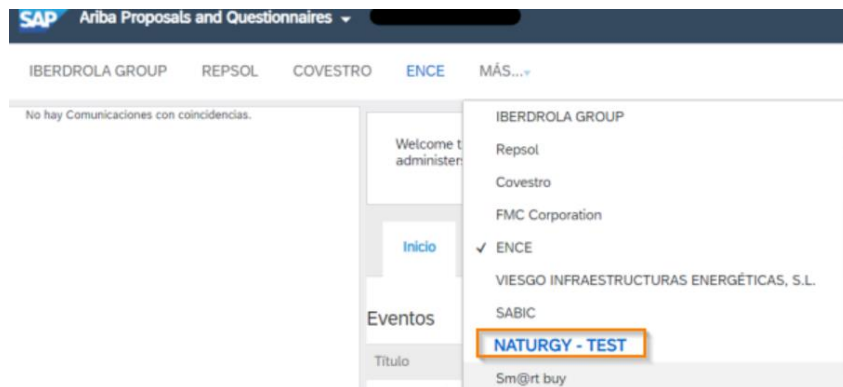 SAP Ariba Proposals and Questionnaires
IBERDROLA GROUP REPSOL COVESTRO ENCE MÁS...
No hay Comunicaciones con coincidencias.
Welcome t
administer
Inicio
Eventos
Título
IBERDROLA GROUP
Repsol
Covestro
FMC Corporation
✓ ENCE
VIESGO INFRAESTRUCTURAS ENERGÉTICAS, S.L.
SABIC
NATURGY - TEST
Sm@rt buy